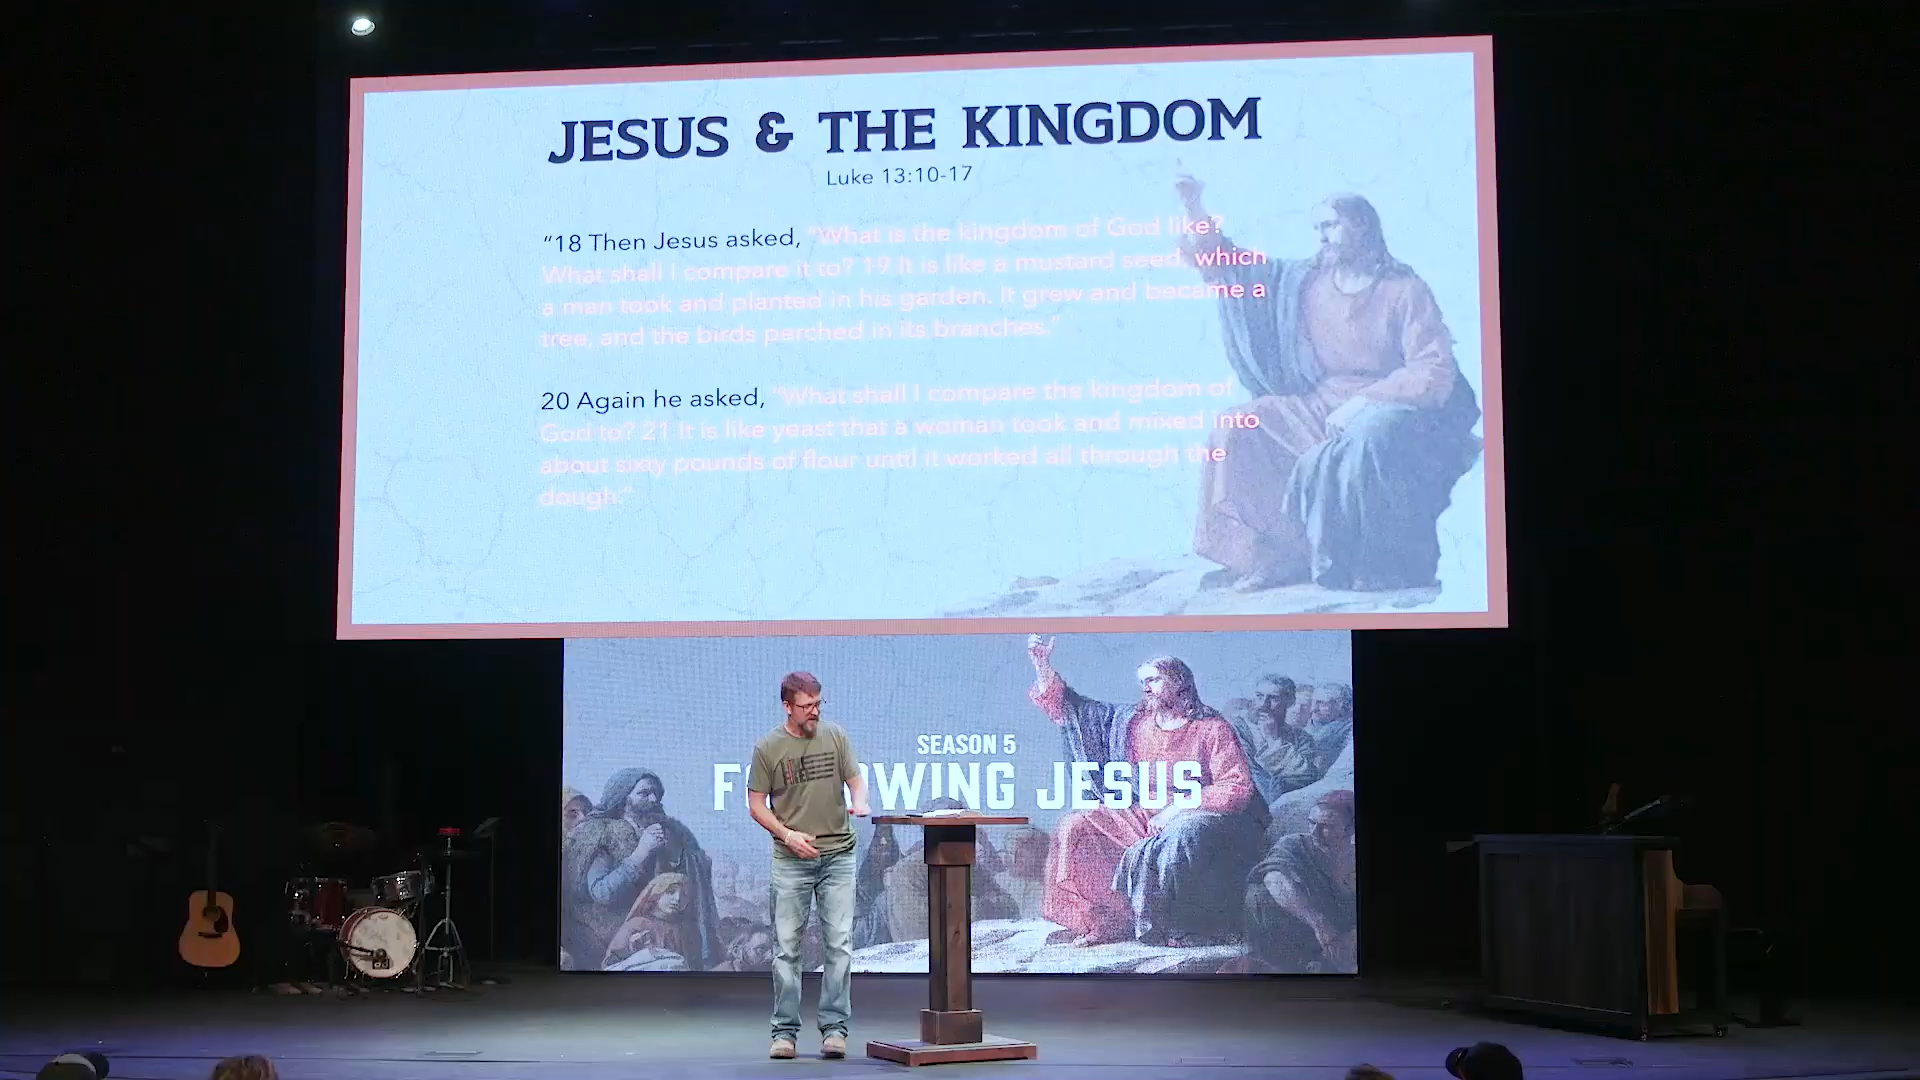 JESUS & THE KINGDOM
Luke 13:10-17
“18 Then Jesus asked, “What is the kingdom of God like?
What shall I compare it to? 19 It is like a mustard seed, which
a man took and planted in his garden. It grew and became a
tree, and the birds perched in its branches.”
20 Again he asked, “What shall I compare the kingdom of
God to? 21 It is like yeast that a woman took and mixed into
about sixty pounds of flour until it worked all through the
dough.”
SEASON 5
JESUS